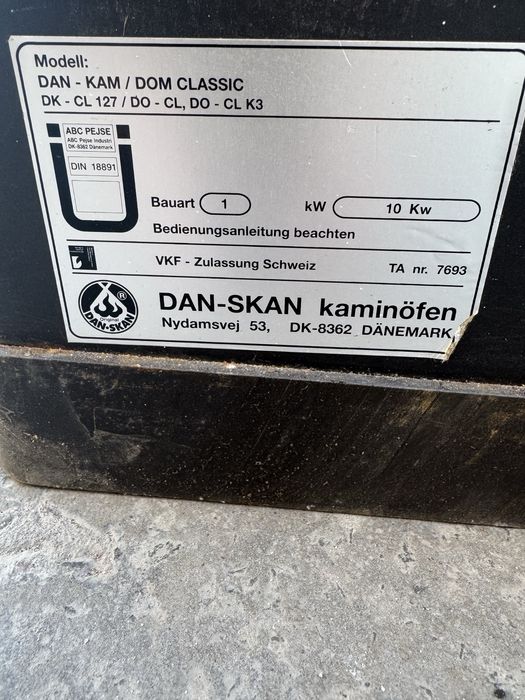 Modell:
DAN - KAM / DOM CLASSIC
DK - CL 127 / DO - CL, DO - CL K3
ABC PEJSE
ABC Pejse Industri
DK-8362 Dänemark
DIN 18891
Bauart 1 kW 10 Kw
Bedienungsanleitung beachten
VKF - Zulassung Schweiz TA nr. 7693
DAN-SKAN kaminöfen
Nydamsvej 53, DK-8362 DÄNEMARK
®
Original
DAN-SKAN